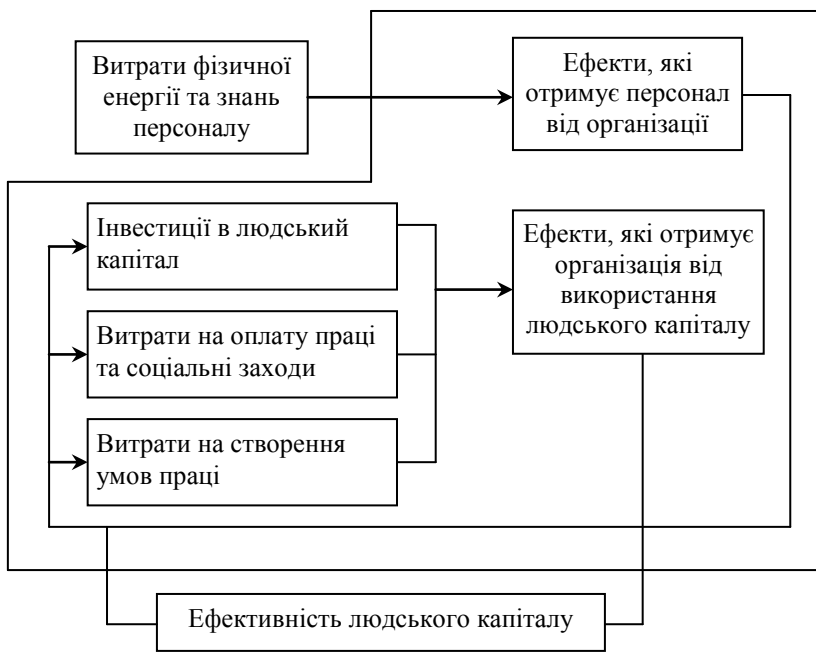 Витрати фізичної
енергії та знань
персоналу
Ефекти, які
отримує персонал
від організації
Інвестиції в людський
капітал
Витрати на оплату праці
та соціальні заходи
Витрати на створення
умов праці
Ефекти, які отримує
організація від
використання
людського капіталу
Ефективність людського капіталу